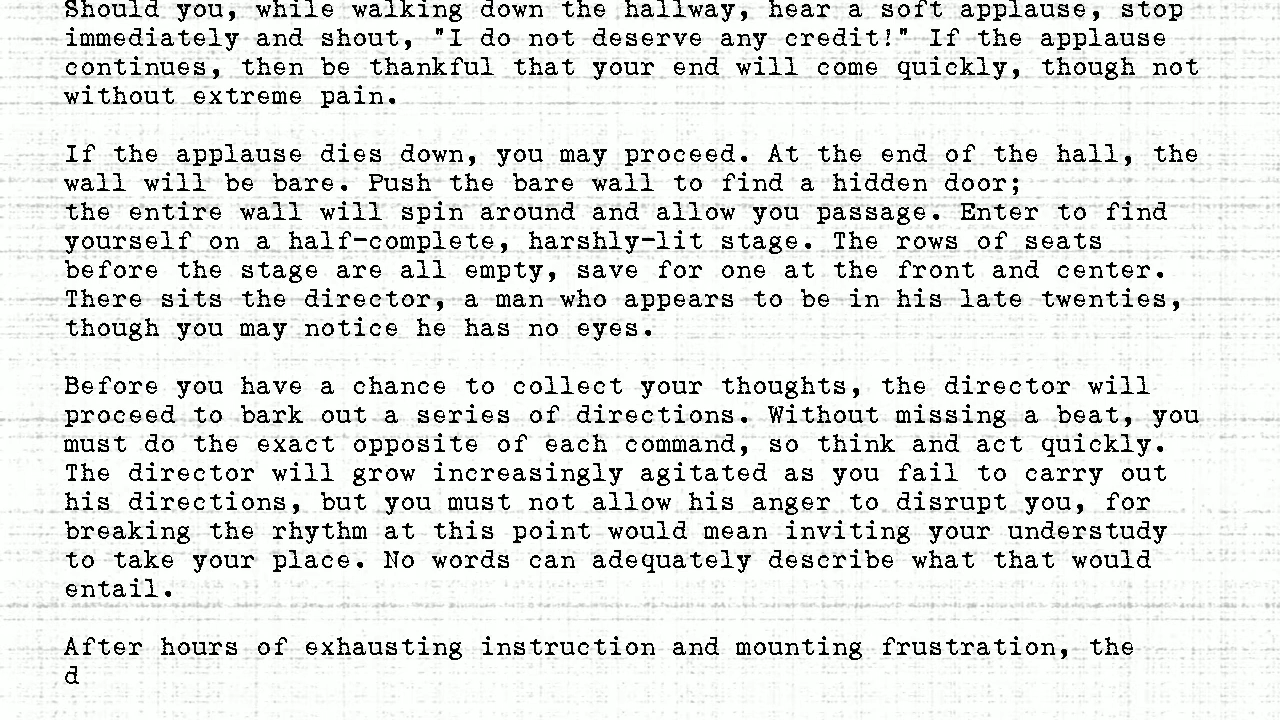 Should you, while walking down the hallway, hear a soft applause, stop
immediately and shout, "I do not deserve any credit!" If the applause
continues, then be thankful that your end will come quickly, though not
without extreme pain.
If the applause dies down, you may proceed. At the end of the hall, the
wall will be bare. Push the bare wall to find a hidden door;
the entire wall will spin around and allow you passage. Enter to find
yourself on a half-complete, harshly-lit stage. The rows of seats
before the stage are all empty, save for one at the front and center.
There sits the director, a man who appears to be in his late twenties,
though you may notice he has no eyes.
Before you have a chance to collect your thoughts, the director will
proceed to bark out a series of directions. Without missing a beat, you
must do the exact opposite of each command, so think and act quickly.
The director will grow increasingly agitated as you fail to carry out
his directions, but you must not allow his anger to disrupt you, for
breaking the rhythm at this point would mean inviting your understudy
to take your place. No words can adequately describe what that would
entail.
After hours of exhausting instruction and mounting frustration, the
d